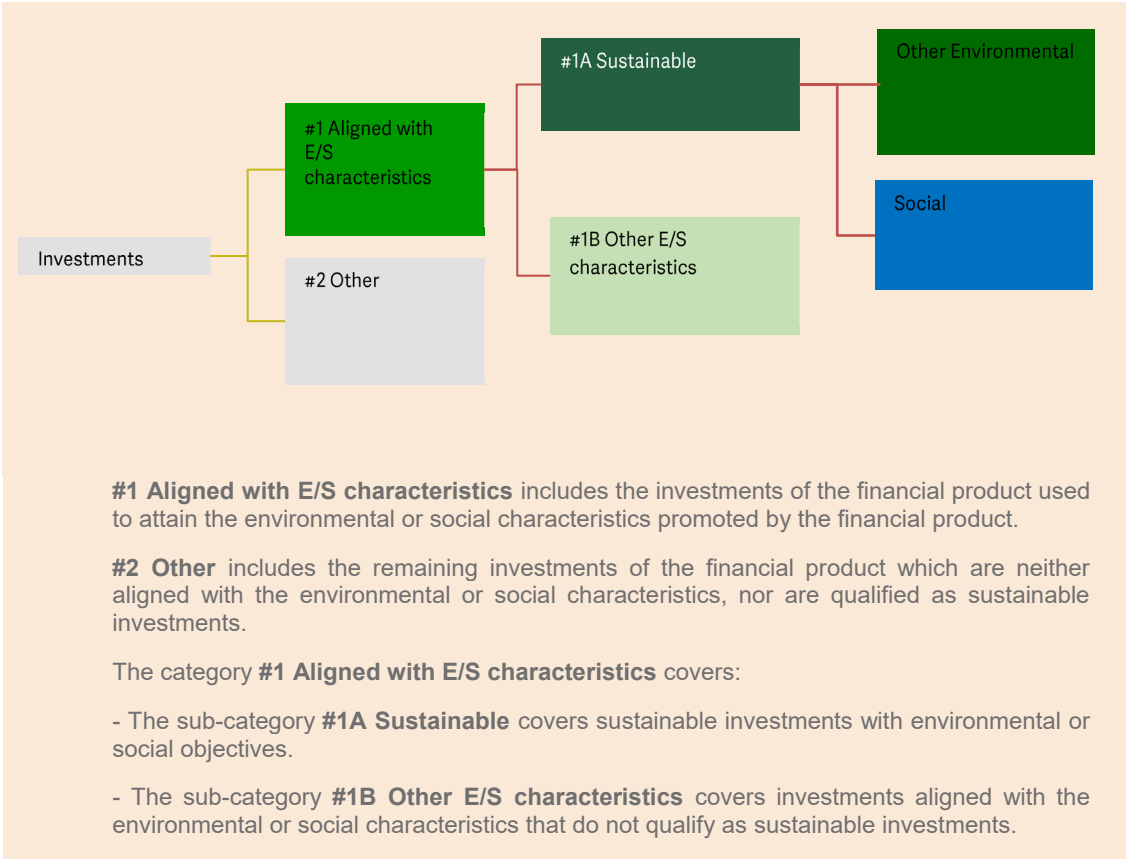 #1A Sustainable
Other Environmental
#1 Aligned with
E/S
characteristics
Social
#1B Other E/S
characteristics
Investments
#2 Other
#1 Aligned with E/S characteristics includes the investments of the financial product used
to attain the environmental or social characteristics promoted by the financial product.
#2 Other includes the remaining investments of the financial product which are neither
aligned with the environmental or social characteristics, nor are qualified as sustainable
investments.
The category #1 Aligned with E/S characteristics covers:
- The sub-category #1A Sustainable covers sustainable investments with environmental or
social objectives.
- The sub-category #1B Other E/S characteristics covers investments aligned with the
environmental or social characteristics that do not qualify as sustainable investments.